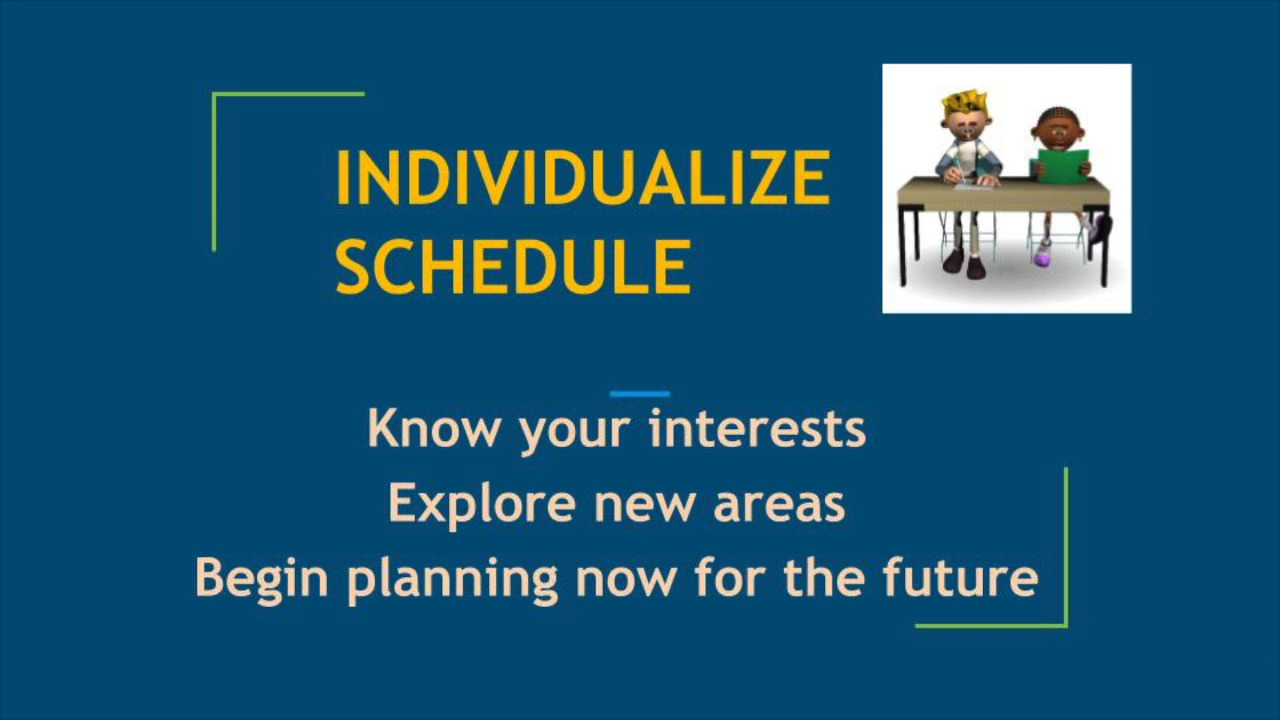 INDIVIDUALIZE
SCHEDULE
Know your interests
Explore new areas
Begin planning now for the future